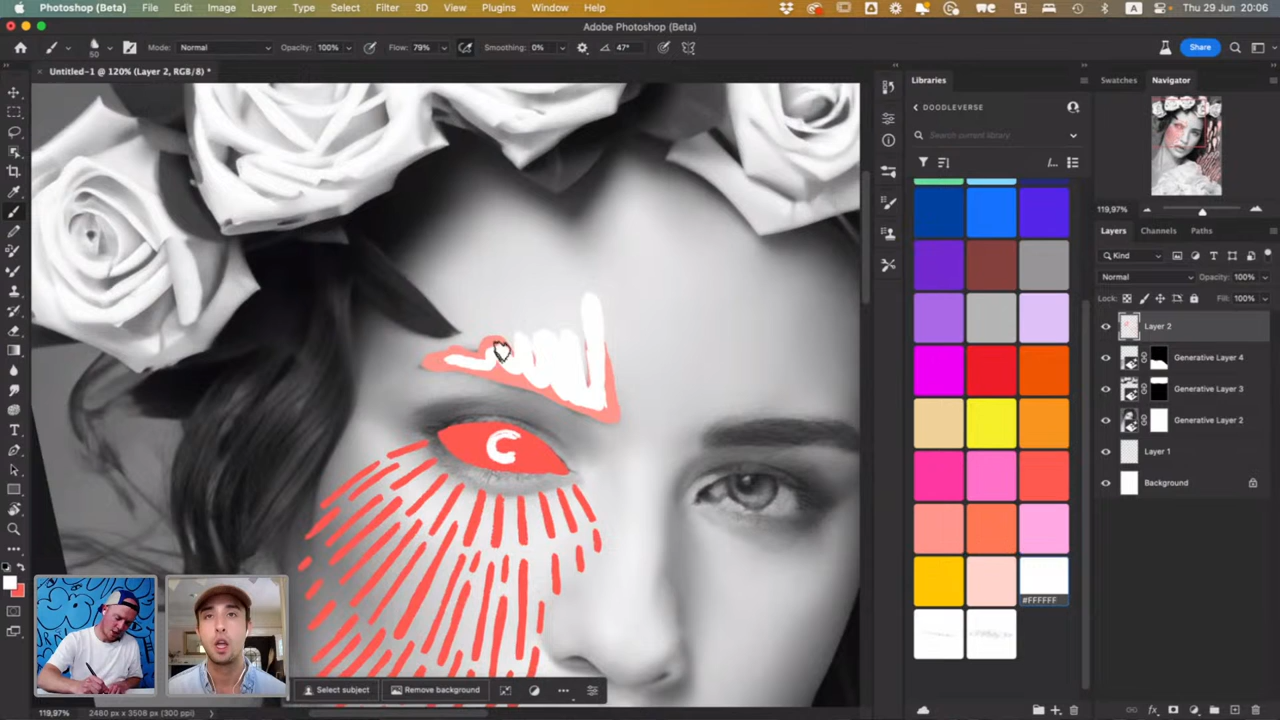 Photoshop (Beta) File Edit Image Layer Type Select Filter 3D View Plugins Window Help A Thu 29 Jun 20:06
Adobe Photoshop (Beta)
50 Mode: Normal Opacity: 100% Flow: 79% Smoothing: 0% 47° Share
Untitled-1 @ 120% (Layer 2, RGB/8) *
Libraries
Swatches Navigator
DOODLEVERSE
Search current library
119,97%
Layers Channels Paths
Kind
Normal Opacity: 100%
Lock: Fill: 100%
Layer 2
Generative Layer 4
Generative Layer 3
Generative Layer 2
Layer 1
Background
#FFFFFF
Select subject Remove background
119,97% 2480 px x 3508 px (300 ppi)